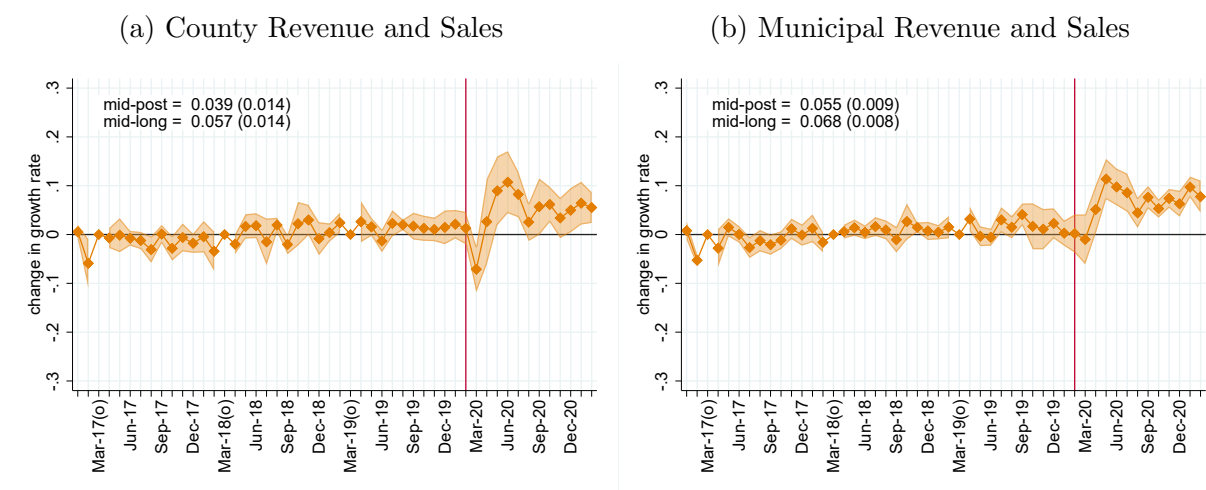 (a) County Revenue and Sales
mid-post = 0.039 (0.014)
mid-long = 0.057 (0.014)
change in growth rate
.3
.2
.1
0
-.1
-.2
-.3
Mar-17(o)
Jun-17
Sep-17
Dec-17
Mar-18(o)
Jun-18
Sep-18
Dec-18
Mar-19(o)
Jun-19
Sep-19
Dec-19
Mar-20
Jun-20
Sep-20
Dec-20
(b) Municipal Revenue and Sales
mid-post = 0.055 (0.009)
mid-long = 0.068 (0.008)
change in growth rate
.3
.2
.1
0
-.1
-.2
-.3
Mar-17(o)
Jun-17
Sep-17
Dec-17
Mar-18(o)
Jun-18
Sep-18
Dec-18
Mar-19(o)
Jun-19
Sep-19
Dec-19
Mar-20
Jun-20
Sep-20
Dec-20